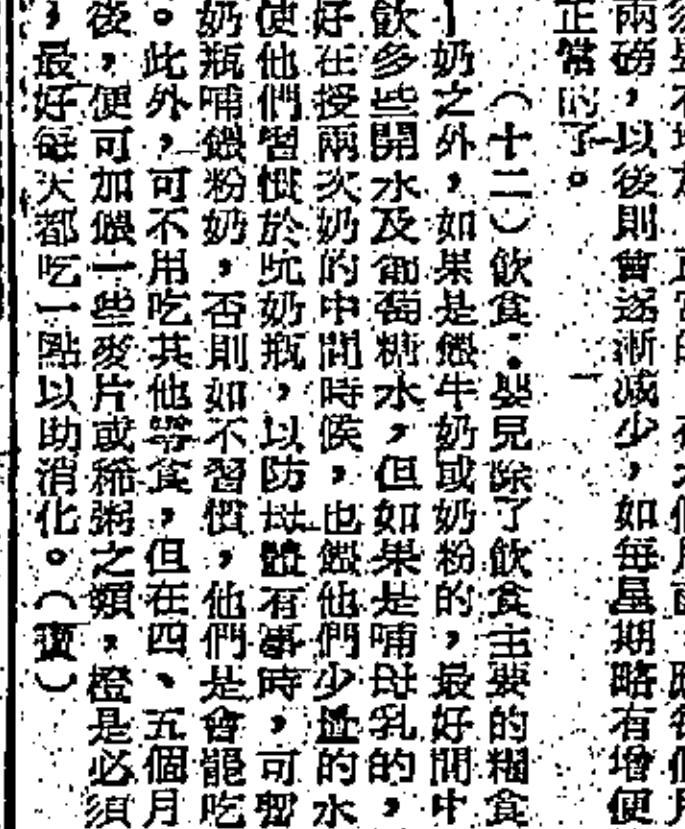 兩磅，以後則會逐漸減少，如每星期略有增便
正常的了。
（十二）飲食：嬰兒除了飲食主要的糧食
奶之外，如果是餵牛奶或奶粉的，最好間中
飲多些開水及葡萄糖水，但如果是哺母乳的，
好在授兩次奶的中間時候，也餵他們少量的水
使他們習慣於吮奶瓶，以防母體有事時，可
奶瓶哺餵粉奶，否則如不習慣，他們是會吃
。此外，可不用吃其他食，但在四、五個月
後，便可加餵一些麥片或稀粥之類，橙是必須
，最好每天都吃一點以助消化。（寶）